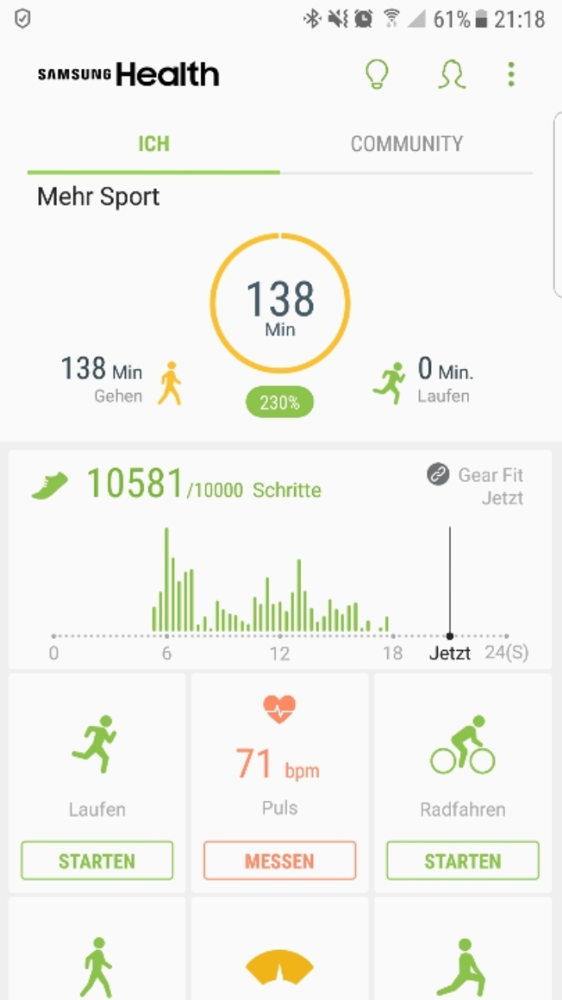 61% 21:18
SAMSUNG Health
ICH COMMUNITY
Mehr Sport
138
Min
138 Min
Gehen
230%
0 Min.
Laufen
10581/10000 Schritte
Gear Fit
Jetzt
0 6 12 18 Jetzt 24(S)
Laufen
STARTEN
71 bpm
Puls
MESSEN
Radfahren
STARTEN